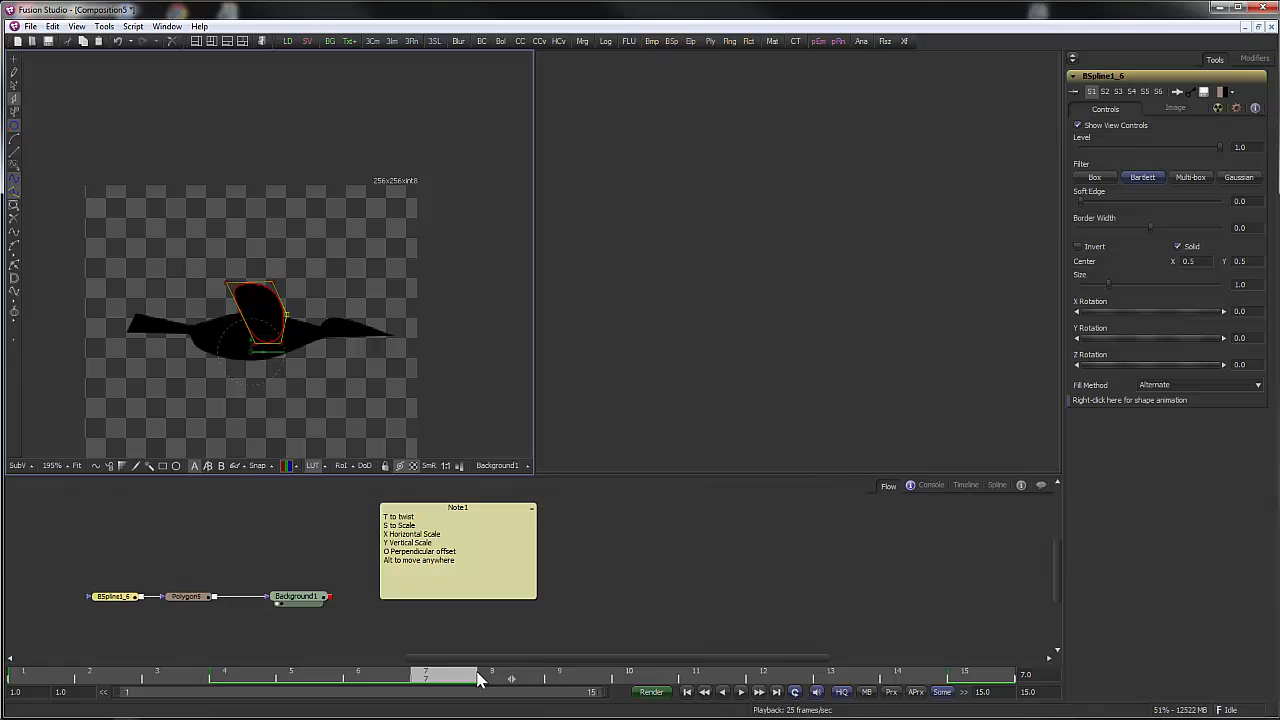 Fusion Studio - [Composition5 *]
File Edit View Tools Script Window Help
LD SV BG Txt+ 3Cm 3Im 3Rn 3SL Blur BC Bol CC CCv HCv Mrg Log FLU Bmp BSp Elp Ply Rng Rct Mat CT pEm pRn Ana Rsz Xf
256x256xint8
SubV 195% Fit A B Snap LUT RoI DoD SmR 1:1 Background1
Tools Modifiers
BSpline1_6
S1 S2 S3 S4 S5 S6
Controls Image
Show View Controls
Level
1.0
Filter
Box Bartlett Multi-box Gaussian
Soft Edge
0.0
Border Width
0.0
Invert Solid
Center X 0.5 Y 0.5
Size
1.0
X Rotation
0.0
Y Rotation
0.0
Z Rotation
0.0
Fill Method Alternate
Right-click here for shape animation
Flow Console Timeline Spline
Note1
T to twist
S to Scale
X Horizontal Scale
Y Vertical Scale
O Perpendicular offset
Alt to move anywhere
BSpline1_6 Polygon5 Background1
1 2 3 4 5 6 7 8 9 10 11 12 13 14 15 7.0
7
1.0 1.0 << 1 15 Render HiQ MB Prx APrx Some >> 15.0 15.0
Playback: 25 frames/sec 51% - 12522 MB Idle